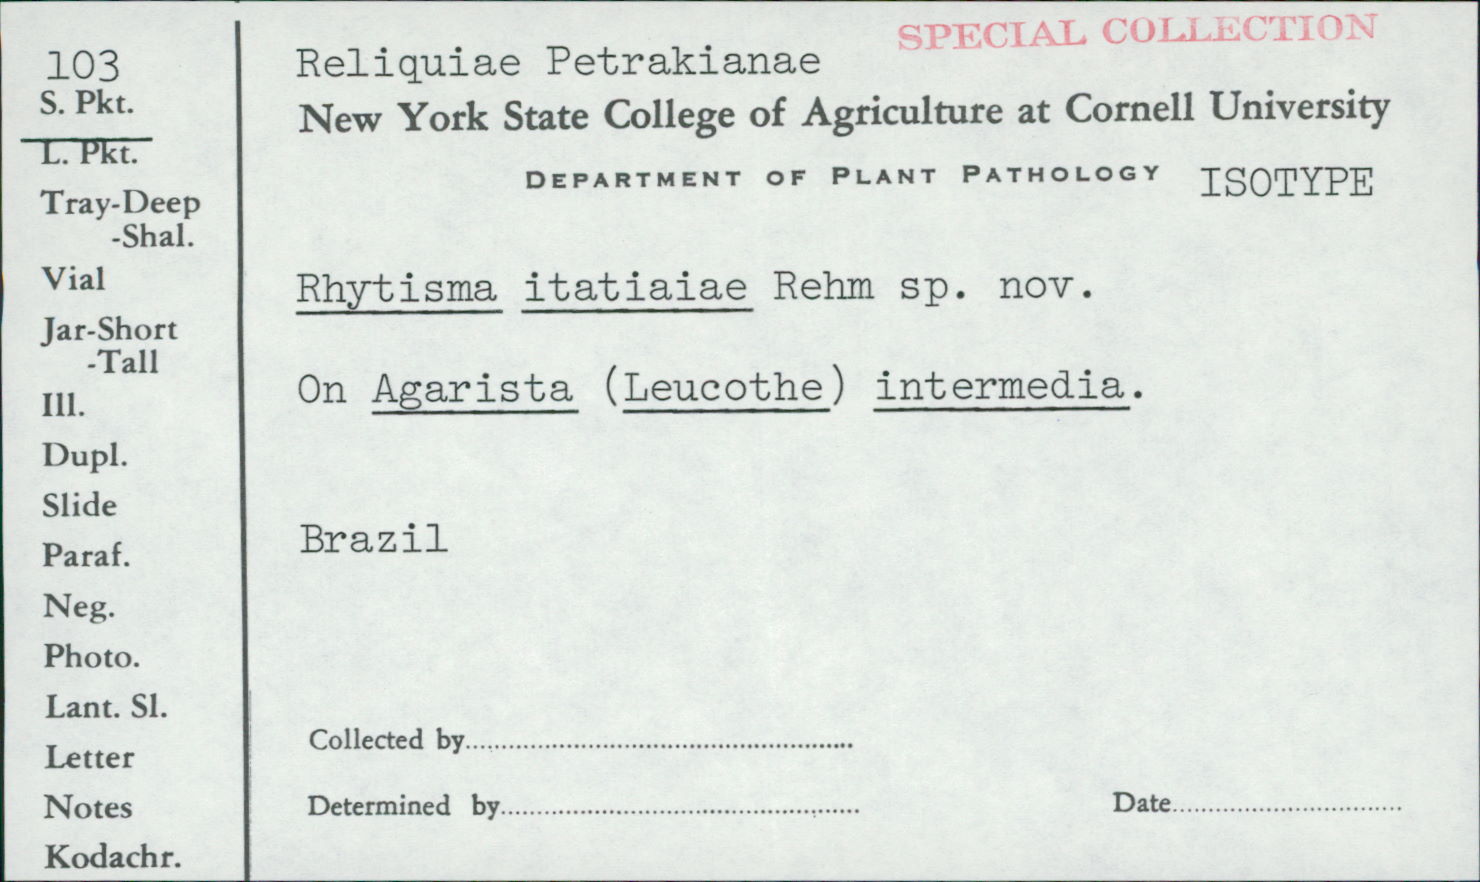 103
S. Pkt.
L. Pkt.
Tray-Deep
-Shal.
Vial
Jar-Short
-Tall
Ill.
Dupl.
Slide
Paraf.
Neg.
Photo.
Lant. Sl.
Letter
Notes
Kodachr.
SPECIAL COLLECTION
Reliquiae Petrakianae
New York State College of Agriculture at Cornell University
DEPARTMENT OF PLANT PATHOLOGY ISOTYPE
Rhytisma itatiaiae Rehm sp. nov.
On Agarista (Leucothe) intermedia.
Brazil
Collected by
Determined by Date